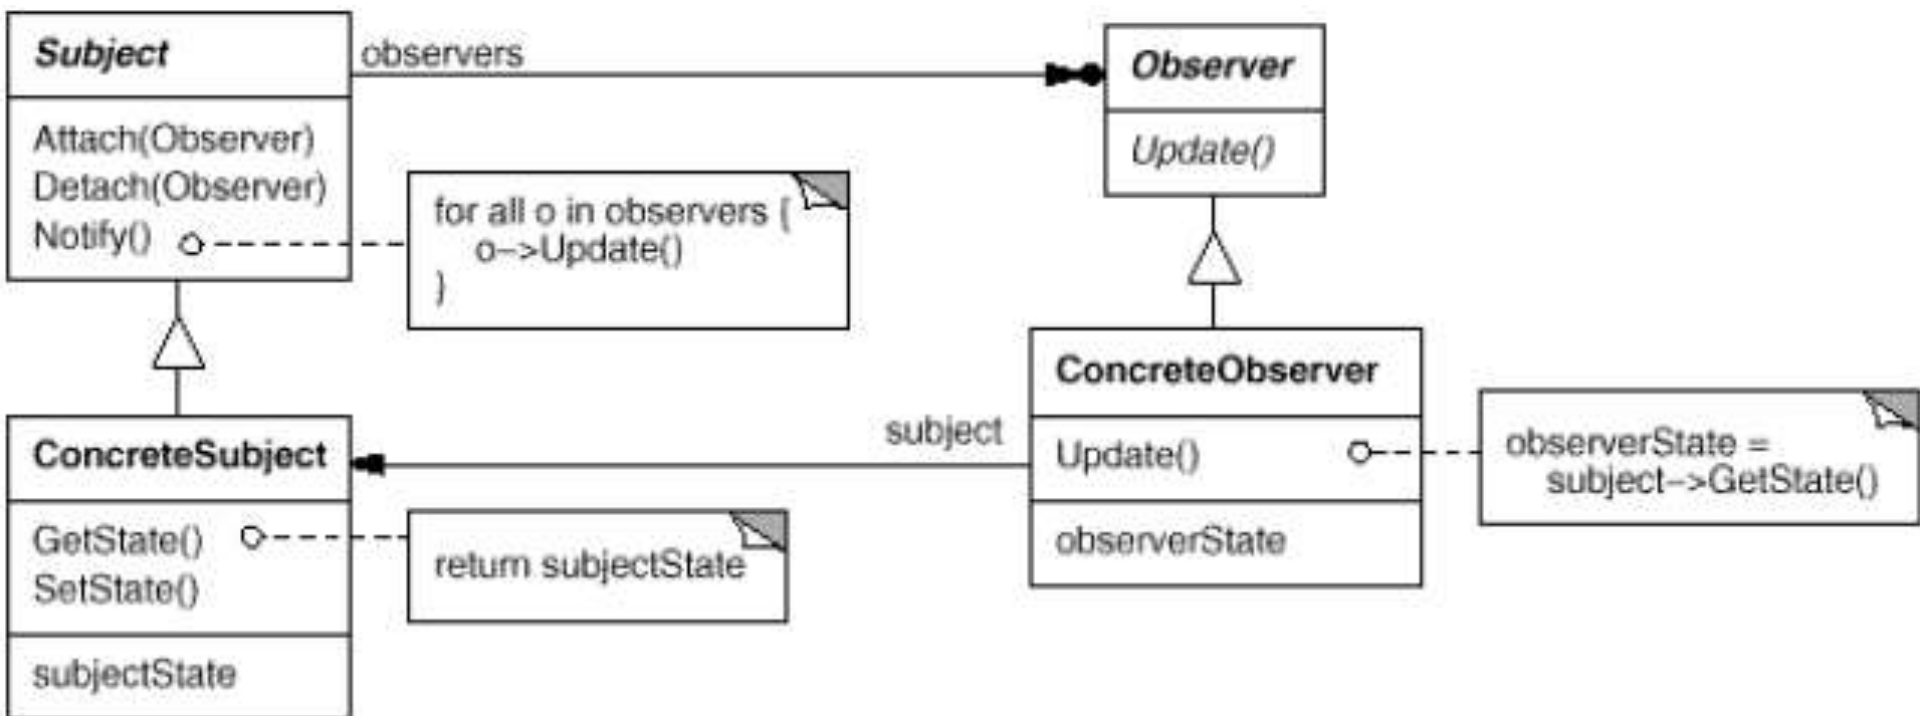 Subject
observers
Observer
Attach(Observer)
Detach(Observer)
Notify()
Update()
for all o in observers {
o–>Update()
}
ConcreteSubject
GetState()
SetState()
subjectState
return subjectState
subject
ConcreteObserver
Update()
observerState
observerState =
subject–>GetState()